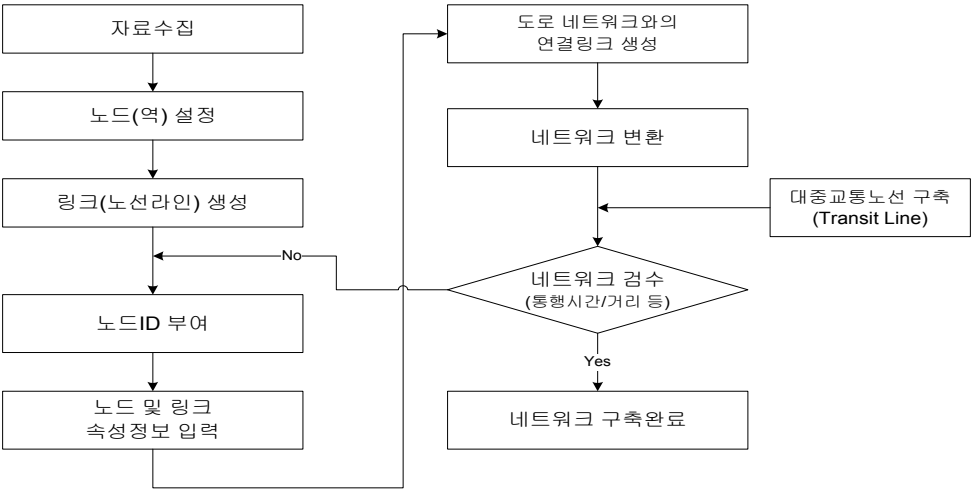 자료수집
노드(역) 설정
링크(노선라인) 생성
No
노드ID 부여
노드 및 링크
속성정보 입력
도로 네트워크와의
연결링크 생성
네트워크 변환
대중교통노선 구축
(Transit Line)
네트워크 검수
(통행시간/거리 등)
Yes
네트워크 구축완료